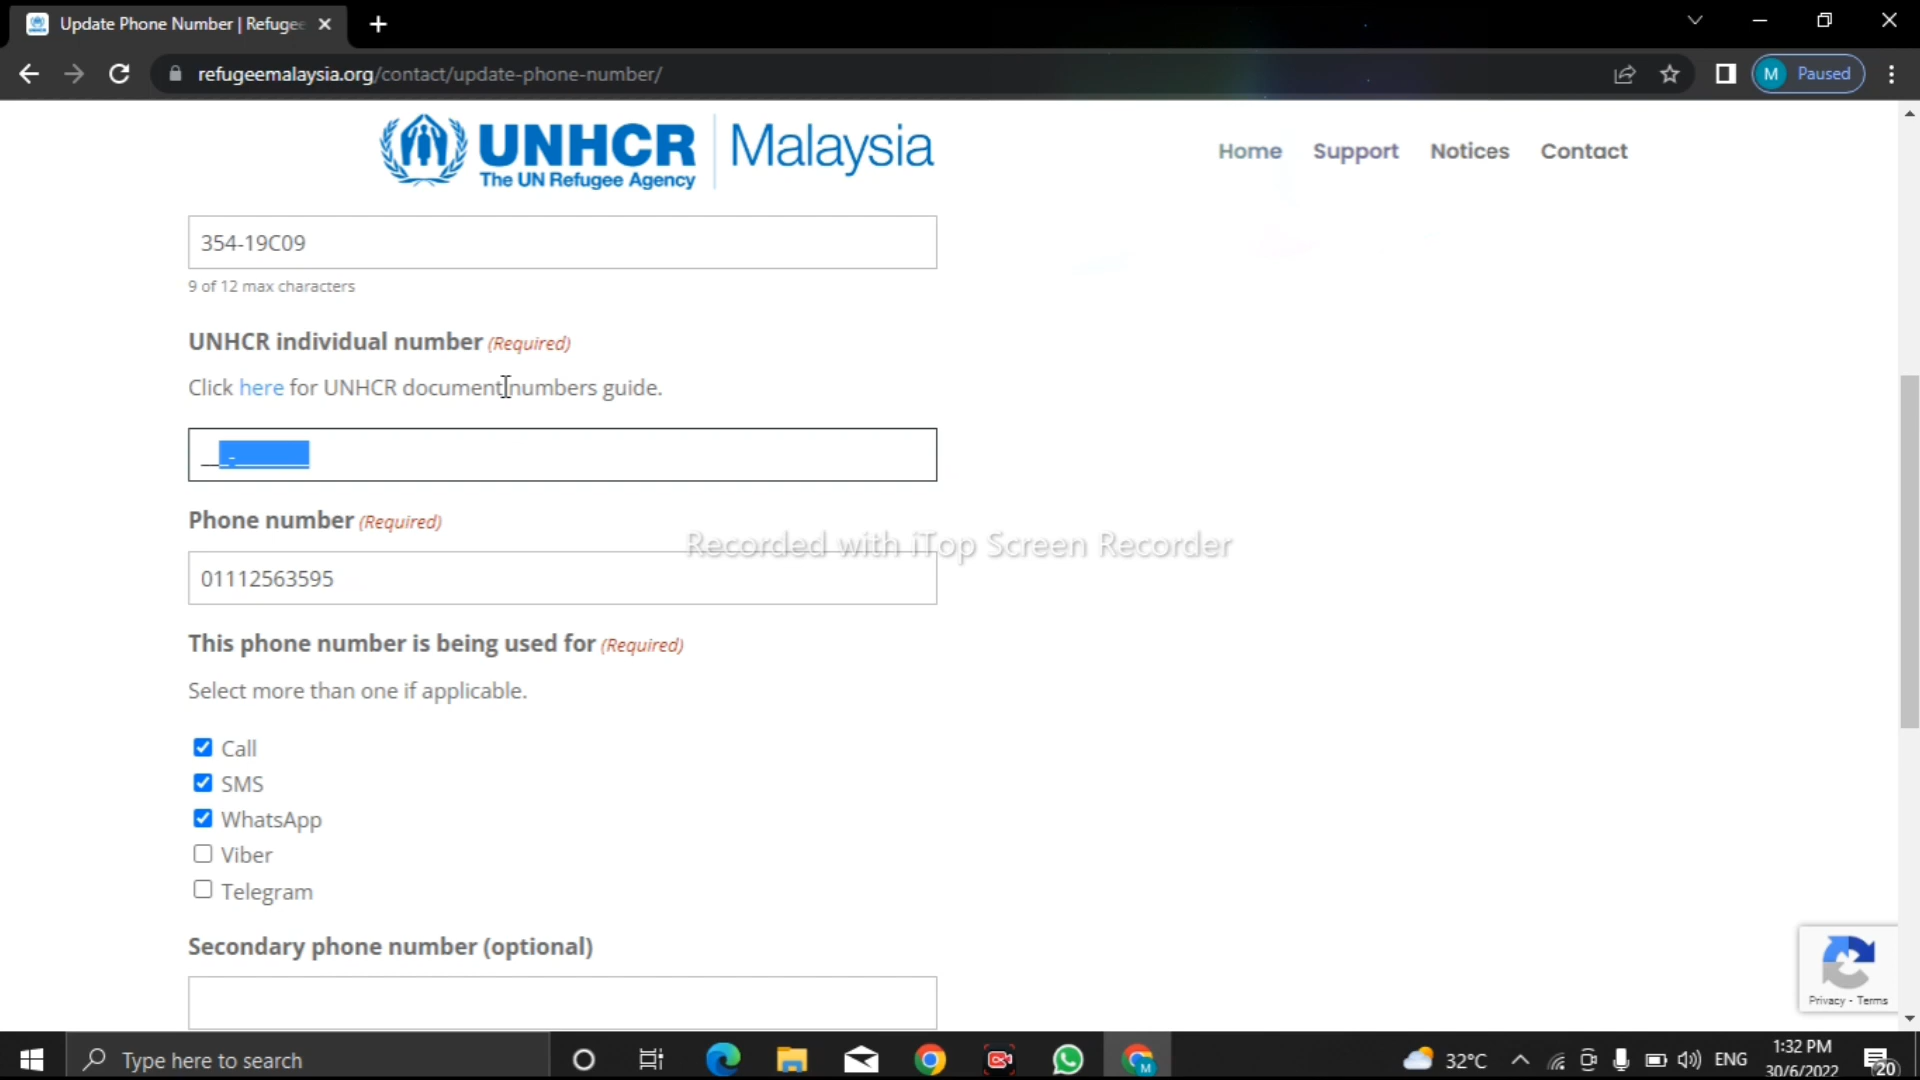 Update Phone Number | Refugee
refugeemalaysia.org/contact/update-phone-number/
M Paused
UNHCR
The UN Refugee Agency
Malaysia
Home Support Notices Contact
354-19C09
9 of 12 max characters
UNHCR individual number (Required)
Click here for UNHCR document numbers guide.
___-________
Phone number (Required)
Recorded with iTop Screen Recorder
01112563595
This phone number is being used for (Required)
Select more than one if applicable.
Call
SMS
WhatsApp
Viber
Telegram
Secondary phone number (optional)
Privacy - Terms
Type here to search
M
32°C
ENG
1:32 PM
30/6/2022
20